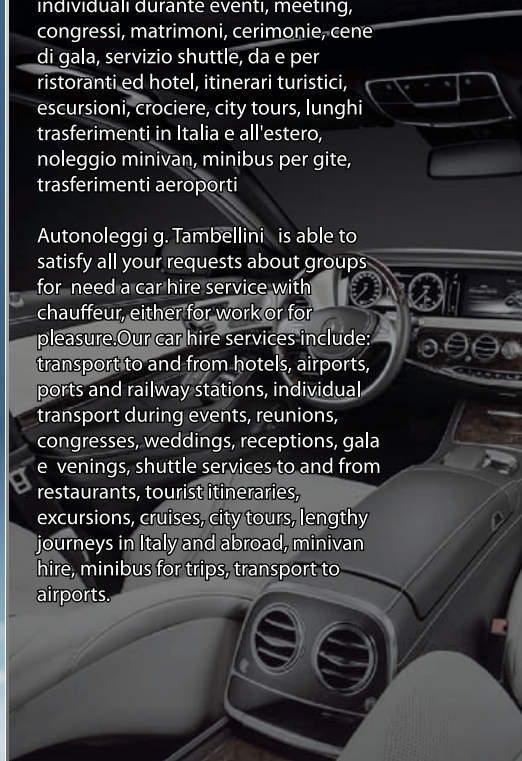 individuali durante eventi, meeting,
congressi, matrimoni, cerimonie, cene
di gala, servizio shuttle, da e per
ristoranti ed hotel, itinerari turistici,
escursioni, crociere, city tours, lunghi
trasferimenti in Italia e all'estero,
noleggio minivan, minibus per gite,
trasferimenti aeroporti
Autonoleggi g. Tambellini is able to
satisfy all your requests about groups
for need a car hire service with
chauffeur, either for work or for
pleasure.Our car hire services include:
transport to and from hotels, airports,
ports and railway stations, individual
transport during events, reunions,
congresses, weddings, receptions, gala
e venings, shuttle services to and from
restaurants, tourist itineraries,
excursions, cruises, city tours, lengthy
journeys in Italy and abroad, minivan
hire, minibus for trips, transport to
airports.